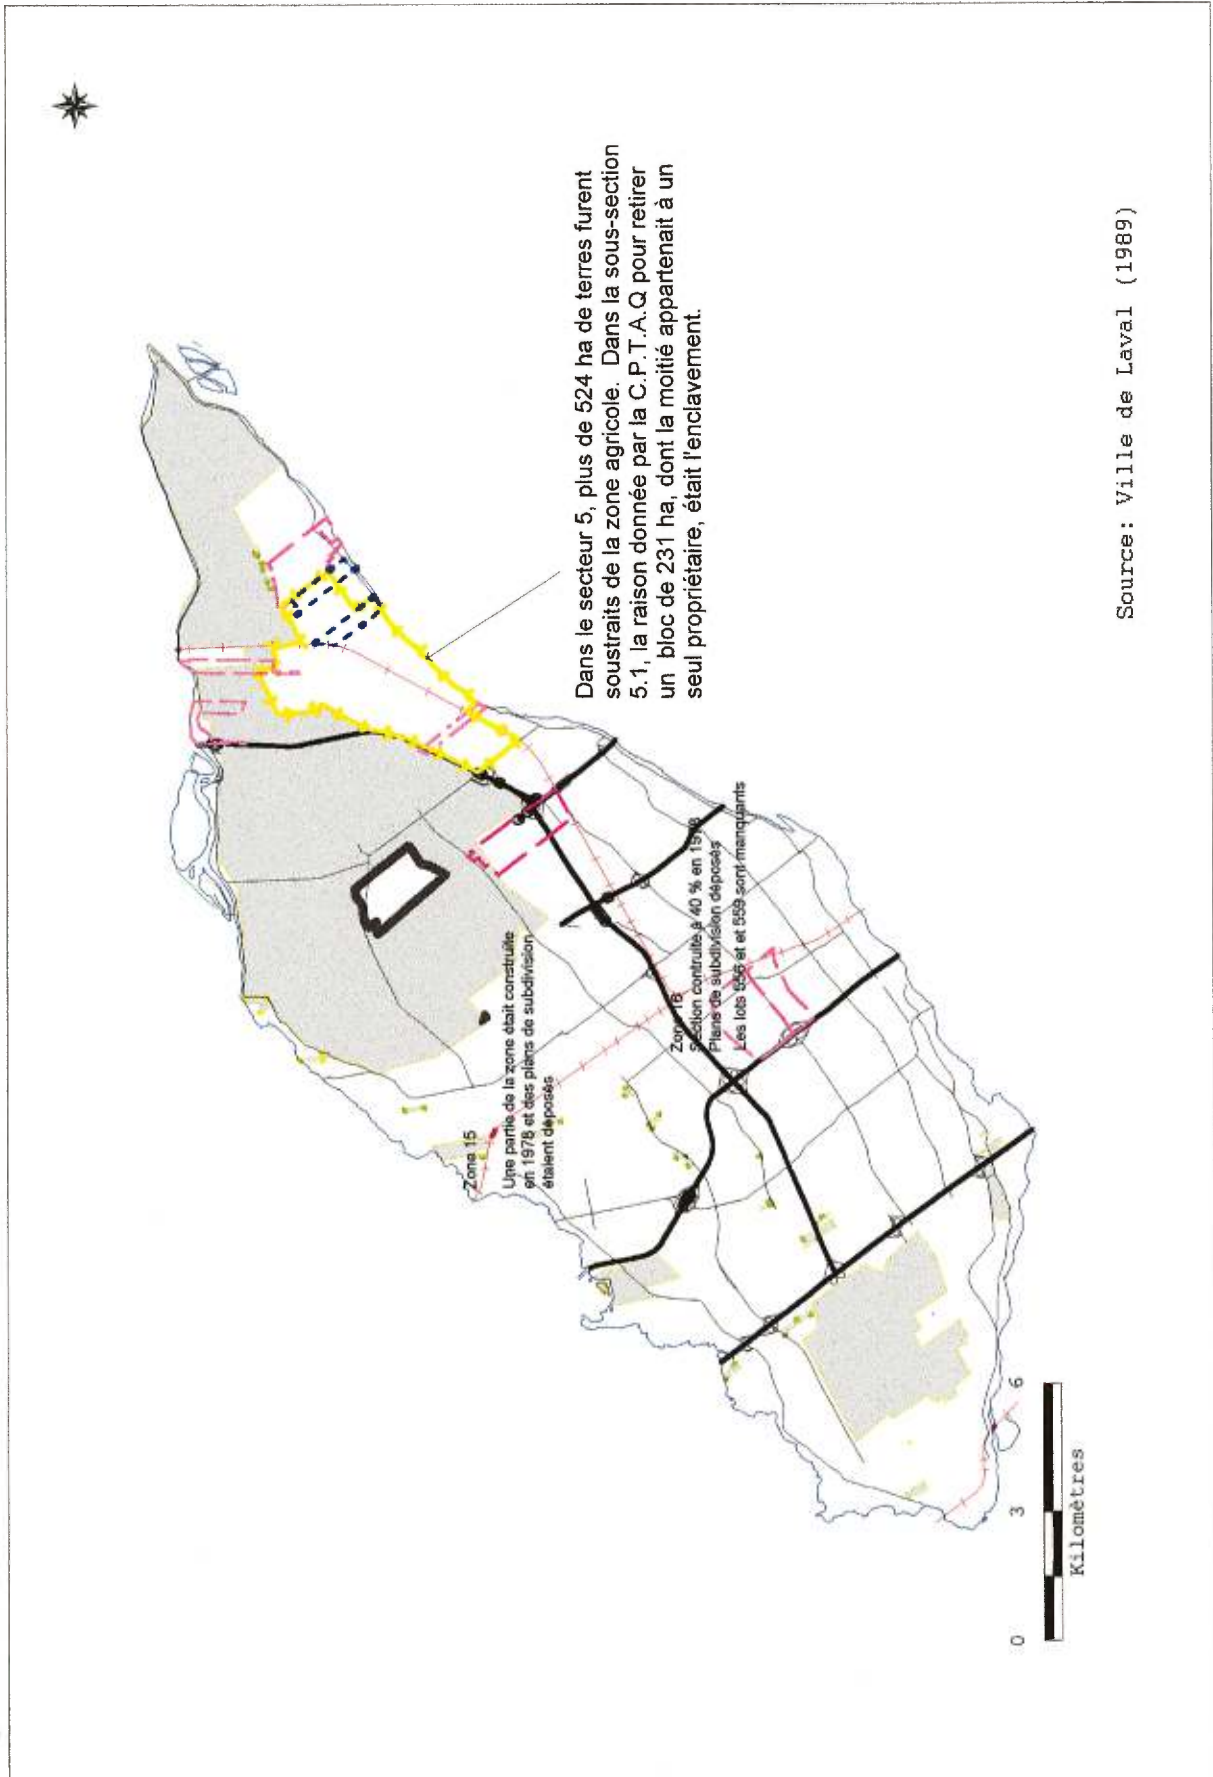 Dans le secteur 5, plus de 524 ha de terres furent
soustraits de la zone agricole. Dans la sous-section
5.1, la raison donnée par la C.P.T.A.Q pour retirer
un bloc de 231 ha, dont la moitié appartenait à un
seul propriétaire, était l'enclavement.
Zone 15
Une partie de la zone était construite
en 1978 et des plans de subdivision
étaient déposés
Zone 16
Section contruite à 40 % en 1978
Plans de subdivision déposés
Les lots 556 et et 559 sont manquants
0 3 6
Kilomètres
Source: Ville de Laval (1989)